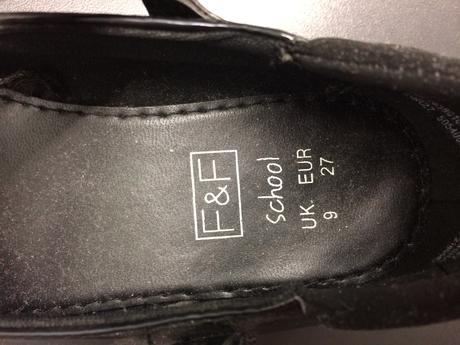 F&F
school
UK. EUR
9 27